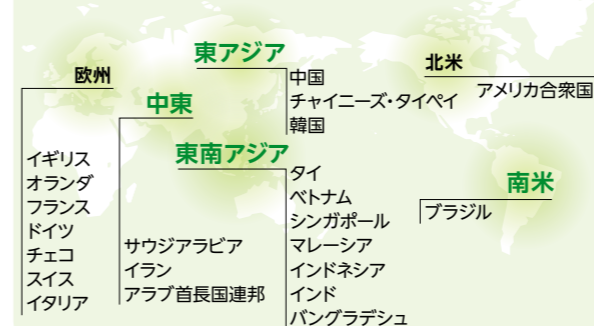 欧州
イギリス
オランダ
フランス
ドイツ
チェコ
スイス
イタリア
中東
サウジアラビア
イラン
アラブ首長国連邦
東アジア
中国
チャイニーズ・タイペイ
韓国
東南アジア
タイ
ベトナム
シンガポール
マレーシア
インドネシア
インド
バングラデシュ
北米
アメリカ合衆国
南米
ブラジル